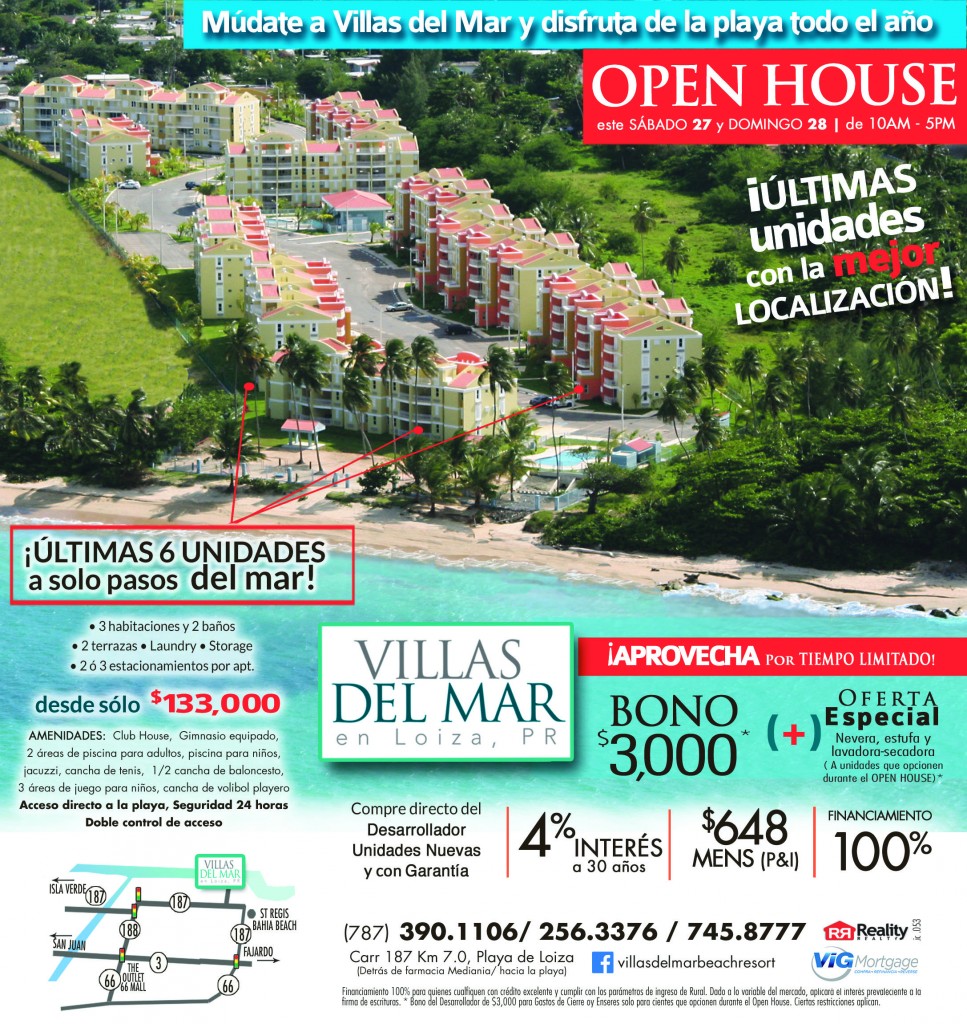 Múdate a Villas del Mar y disfruta de la playa todo el año
OPEN HOUSE
este SÁBADO 27 y DOMINGO 28 | de 10AM - 5PM
¡ÚLTIMAS
unidades
con la mejor
LOCALIZACIÓN!
¡ÚLTIMAS 6 UNIDADES
a solo pasos del mar!
• 3 habitaciones y 2 baños
• 2 terrazas • Laundry • Storage
• 2 ó 3 estacionamientos por apt.
desde sólo $133,000
AMENIDADES: Club House, Gimnasio equipado,
2 áreas de piscina para adultos, piscina para niños,
jacuzzi, cancha de tenis, 1/2 cancha de baloncesto,
3 áreas de juego para niños, cancha de volibol playero
Acceso directo a la playa, Seguridad 24 horas
Doble control de acceso
VILLAS
DEL MAR
en Loiza, PR
¡APROVECHA POR TIEMPO LIMITADO!
BONO
$3,000*
(+)
OFERTA
Especial
Nevera, estufa y
lavadora-secadora
( A unidades que opcionen
durante el OPEN HOUSE)*
Compre directo del
Desarrollador
Unidades Nuevas
y con Garantía
4% INTERÉS
a 30 años
$648
MENS (P&I)
FINANCIAMIENTO
100%
VILLAS
DEL MAR
en Loiza, PR
ISLA VERDE
187
187
188
ST REGIS
BAHIA BEACH
187
SAN JUAN
FAJARDO
THE
OUTLET
66 MALL
3
66
66
(787) 390.1106/ 256.3376 / 745.8777
Carr 187 Km 7.0, Playa de Loiza
(Detrás de farmacia Mediania/ hacia la playa)
villasdelmarbeachresort
RR Reality
REALTY
lic. 053
ViG Mortgage
Financiamiento 100% para quienes cualfiquen con crédito excelente y cumplir con los parámetros de ingreso de Rural. Dado a lo variable del mercado, aplicará el interés prevaleciente a la
firma de escrituras. * Bono del Desarrollador de $3,000 para Gastos de Cierre ay Enseres solo para cientes que opcionen durante el Open House. Ciertas restricciones aplican.